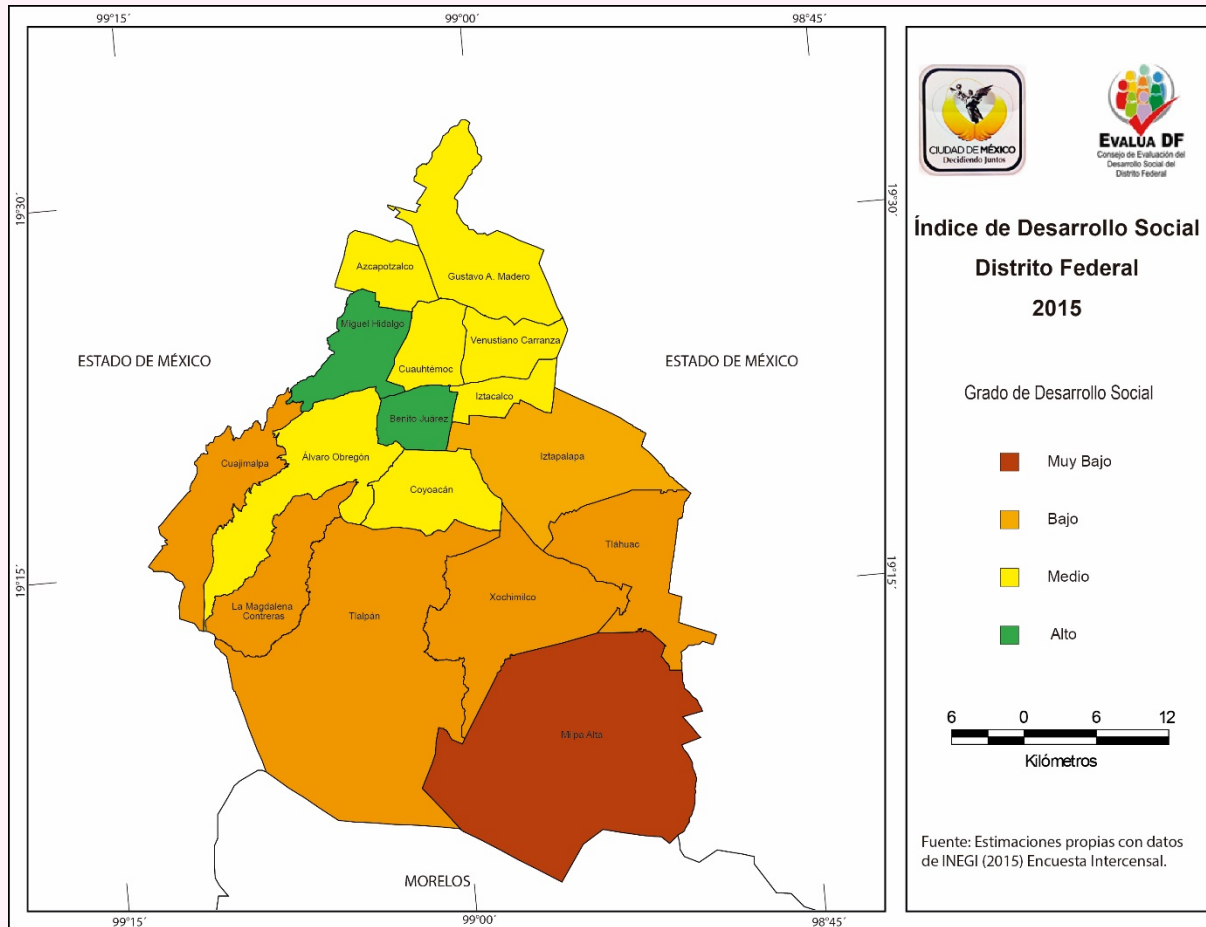 99°15´
99°00´
98°45´
19°30´
19°30´
Azcapotzalco
Gustavo A. Madero
Miguel Hidalgo
Venustiano Carranza
ESTADO DE MÉXICO
ESTADO DE MÉXICO
Cuauhtémoc
Iztacalco
Benito Juárez
Cuajimalpa
Álvaro Obregón
Iztapalapa
Coyoacán
Tláhuac
19°15´
19°15´
La Magdalena
Contreras
Tlalpán
Xochimilco
Milpa Alta
MORELOS
99°15´
99°00´
98°45´
CIUDAD DE MÉXICO
Decidiendo Juntos
EVALUA DF
Consejo de Evaluación del
Desarrollo Social del
Distrito Federal
Índice de Desarrollo Social
Distrito Federal
2015
Grado de Desarrollo Social
Muy Bajo
Bajo
Medio
Alto
6 0 6 12
Kilómetros
Fuente: Estimaciones propias con datos
de INEGI (2015) Encuesta Intercensal.